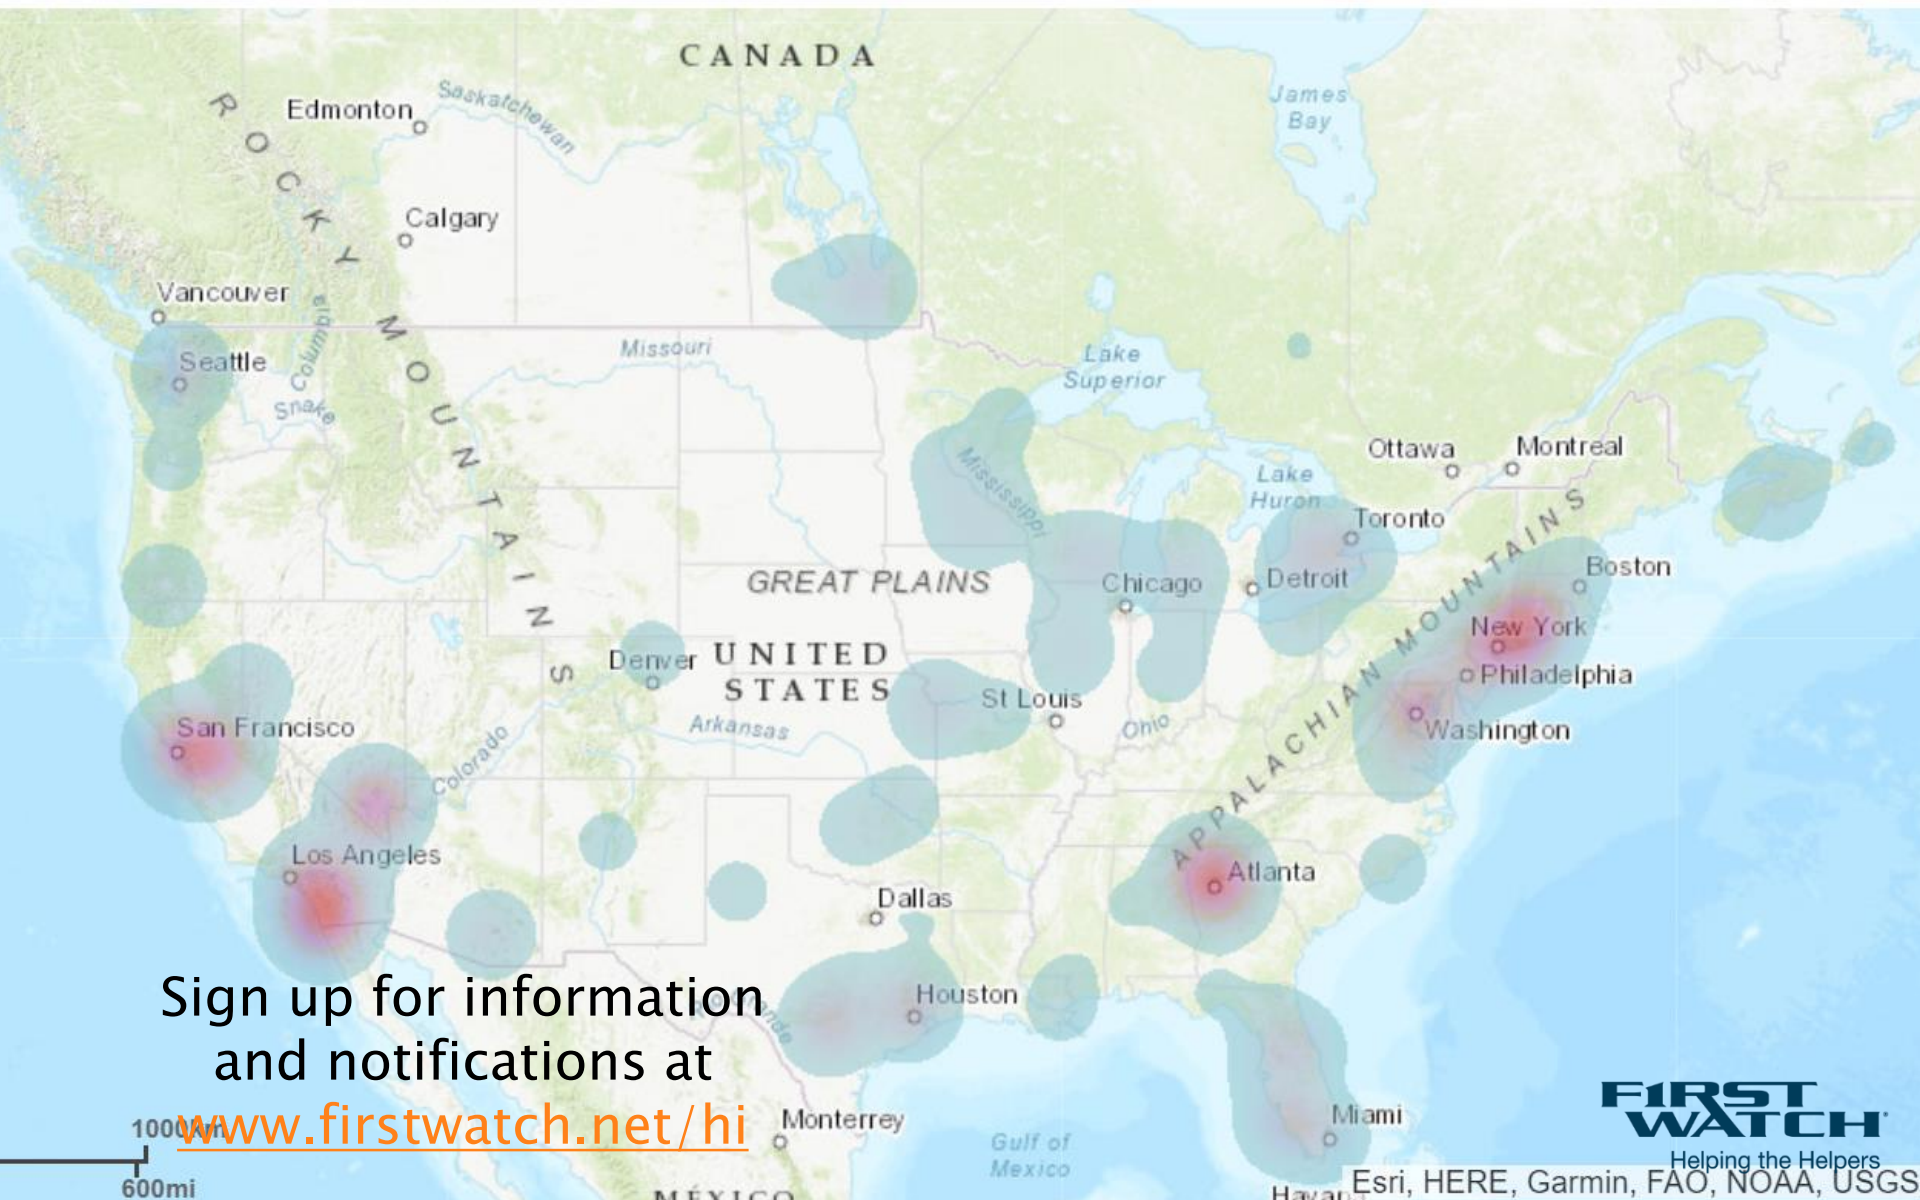 CANADA
Edmonton
Saskatchewan
James
Bay
ROCKY MOUNTAINS
Calgary
Vancouver
Columbia
Seattle
Missouri
Lake
Superior
Snake
Ottawa
Montreal
Mississippi
Lake
Huron
Toronto
GREAT PLAINS
Chicago
Detroit
Boston
APPALACHIAN MOUNTAINS
New York
Denver
UNITED
STATES
Philadelphia
St Louis
San Francisco
Arkansas
Ohio
Washington
Colorado
Los Angeles
Atlanta
Dallas
Sign up for information
Houston
and notifications at
www.firstwatch.net/hi
1000km
600mi
Monterrey
Gulf of
Mexico
Miami
FIRST
WATCH
Helping the Helpers
Esri, HERE, Garmin, FAO, NOAA, USGS
MÉXICO